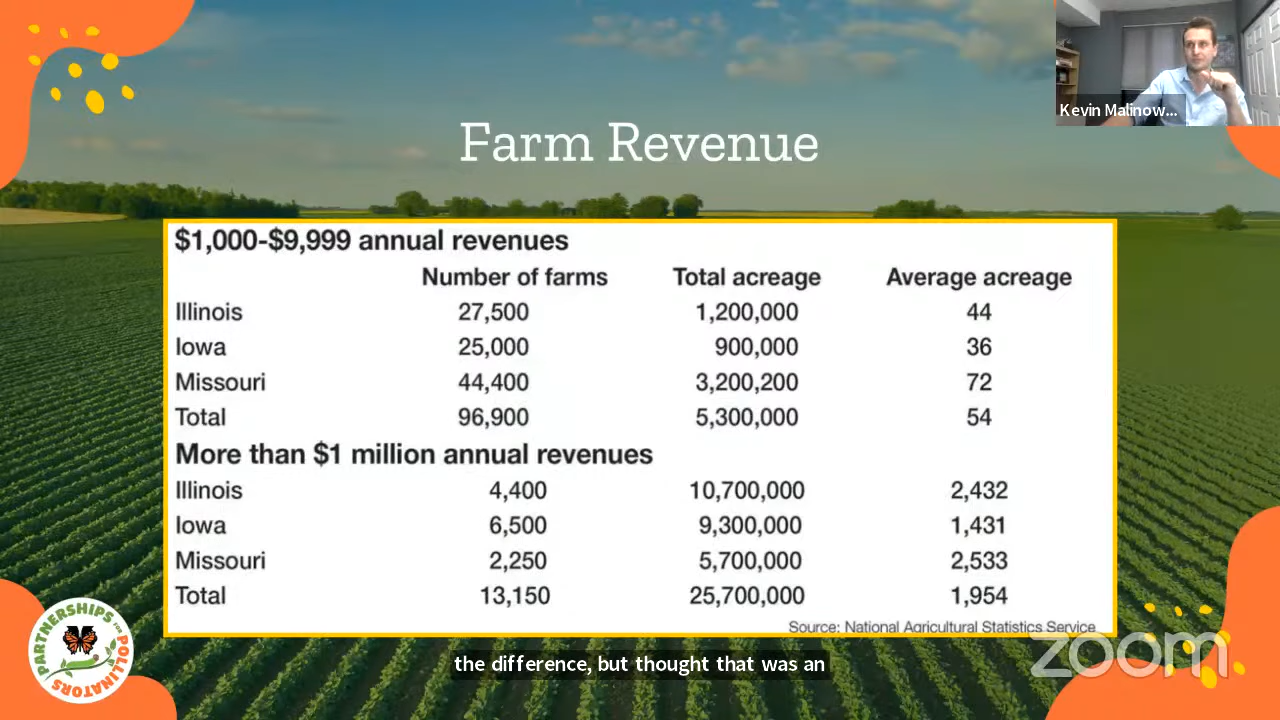 Kevin Malinow...
Farm Revenue
$1,000-$9,999 annual revenues
Number of farms Total acreage Average acreage
Illinois 27,500 1,200,000 44
Iowa 25,000 900,000 36
Missouri 44,400 3,200,200 72
Total 96,900 5,300,000 54
More than $1 million annual revenues
Illinois 4,400 10,700,000 2,432
Iowa 6,500 9,300,000 1,431
Missouri 2,250 5,700,000 2,533
Total 13,150 25,700,000 1,954
Source: National Agricultural Statistics Service
PARTNERSHIPS for POLLINATORS
the difference, but thought that was an
zoom